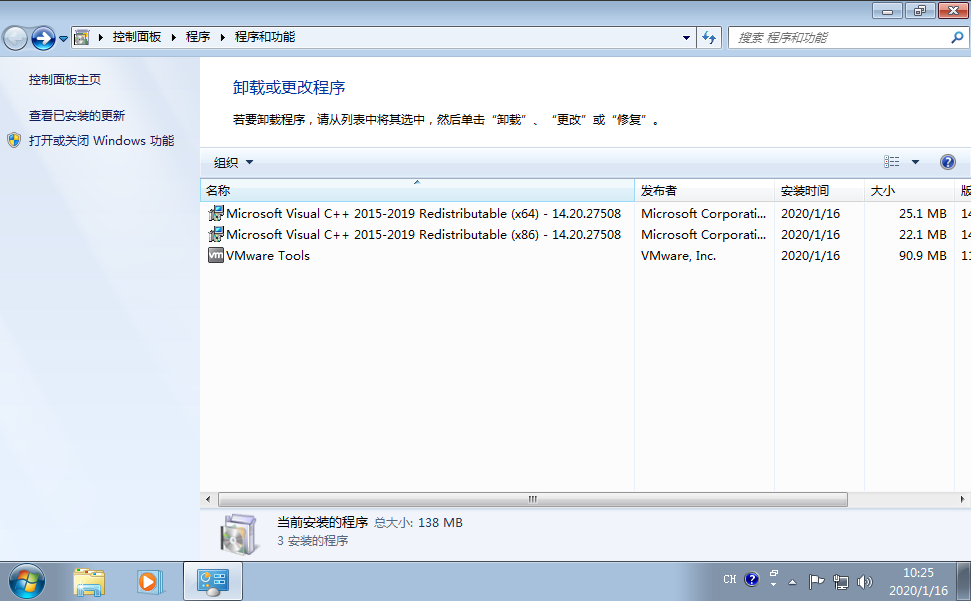 控制面板 程序 程序和功能
搜索 程序和功能
控制面板主页
查看已安装的更新
打开或关闭 Windows 功能
卸载或更改程序
若要卸载程序，请从列表中将其选中，然后单击“卸载”、“更改”或“修复”。
组织
名称 发布者 安装时间 大小 版
Microsoft Visual C++ 2015-2019 Redistributable (x64) - 14.20.27508 Microsoft Corporati... 2020/1/16 25.1 MB 14
Microsoft Visual C++ 2015-2019 Redistributable (x86) - 14.20.27508 Microsoft Corporati... 2020/1/16 22.1 MB 14
vm VMware Tools VMware, Inc. 2020/1/16 90.9 MB 11
当前安装的程序 总大小: 138 MB
3 安装的程序
CH
10:25
2020/1/16